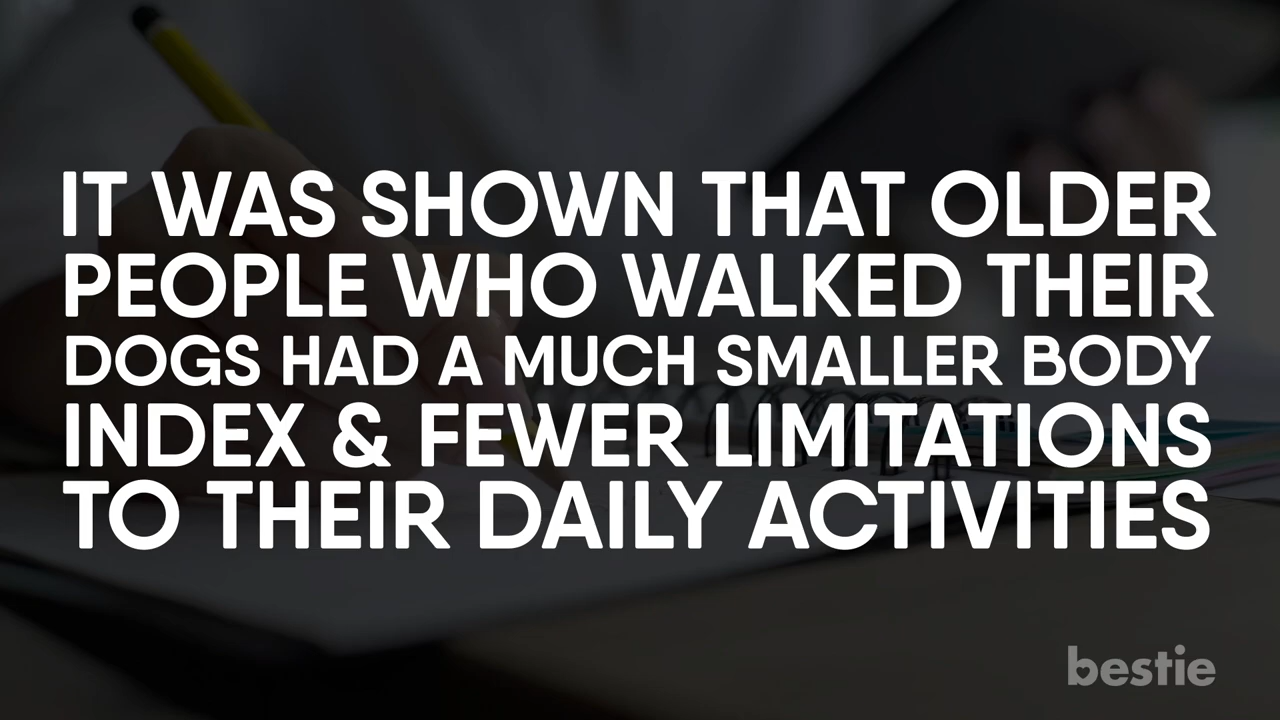 IT WAS SHOWN THAT OLDER
PEOPLE WHO WALKED THEIR
DOGS HAD A MUCH SMALLER BODY
INDEX & FEWER LIMITATIONS
TO THEIR DAILY ACTIVITIES
bestie